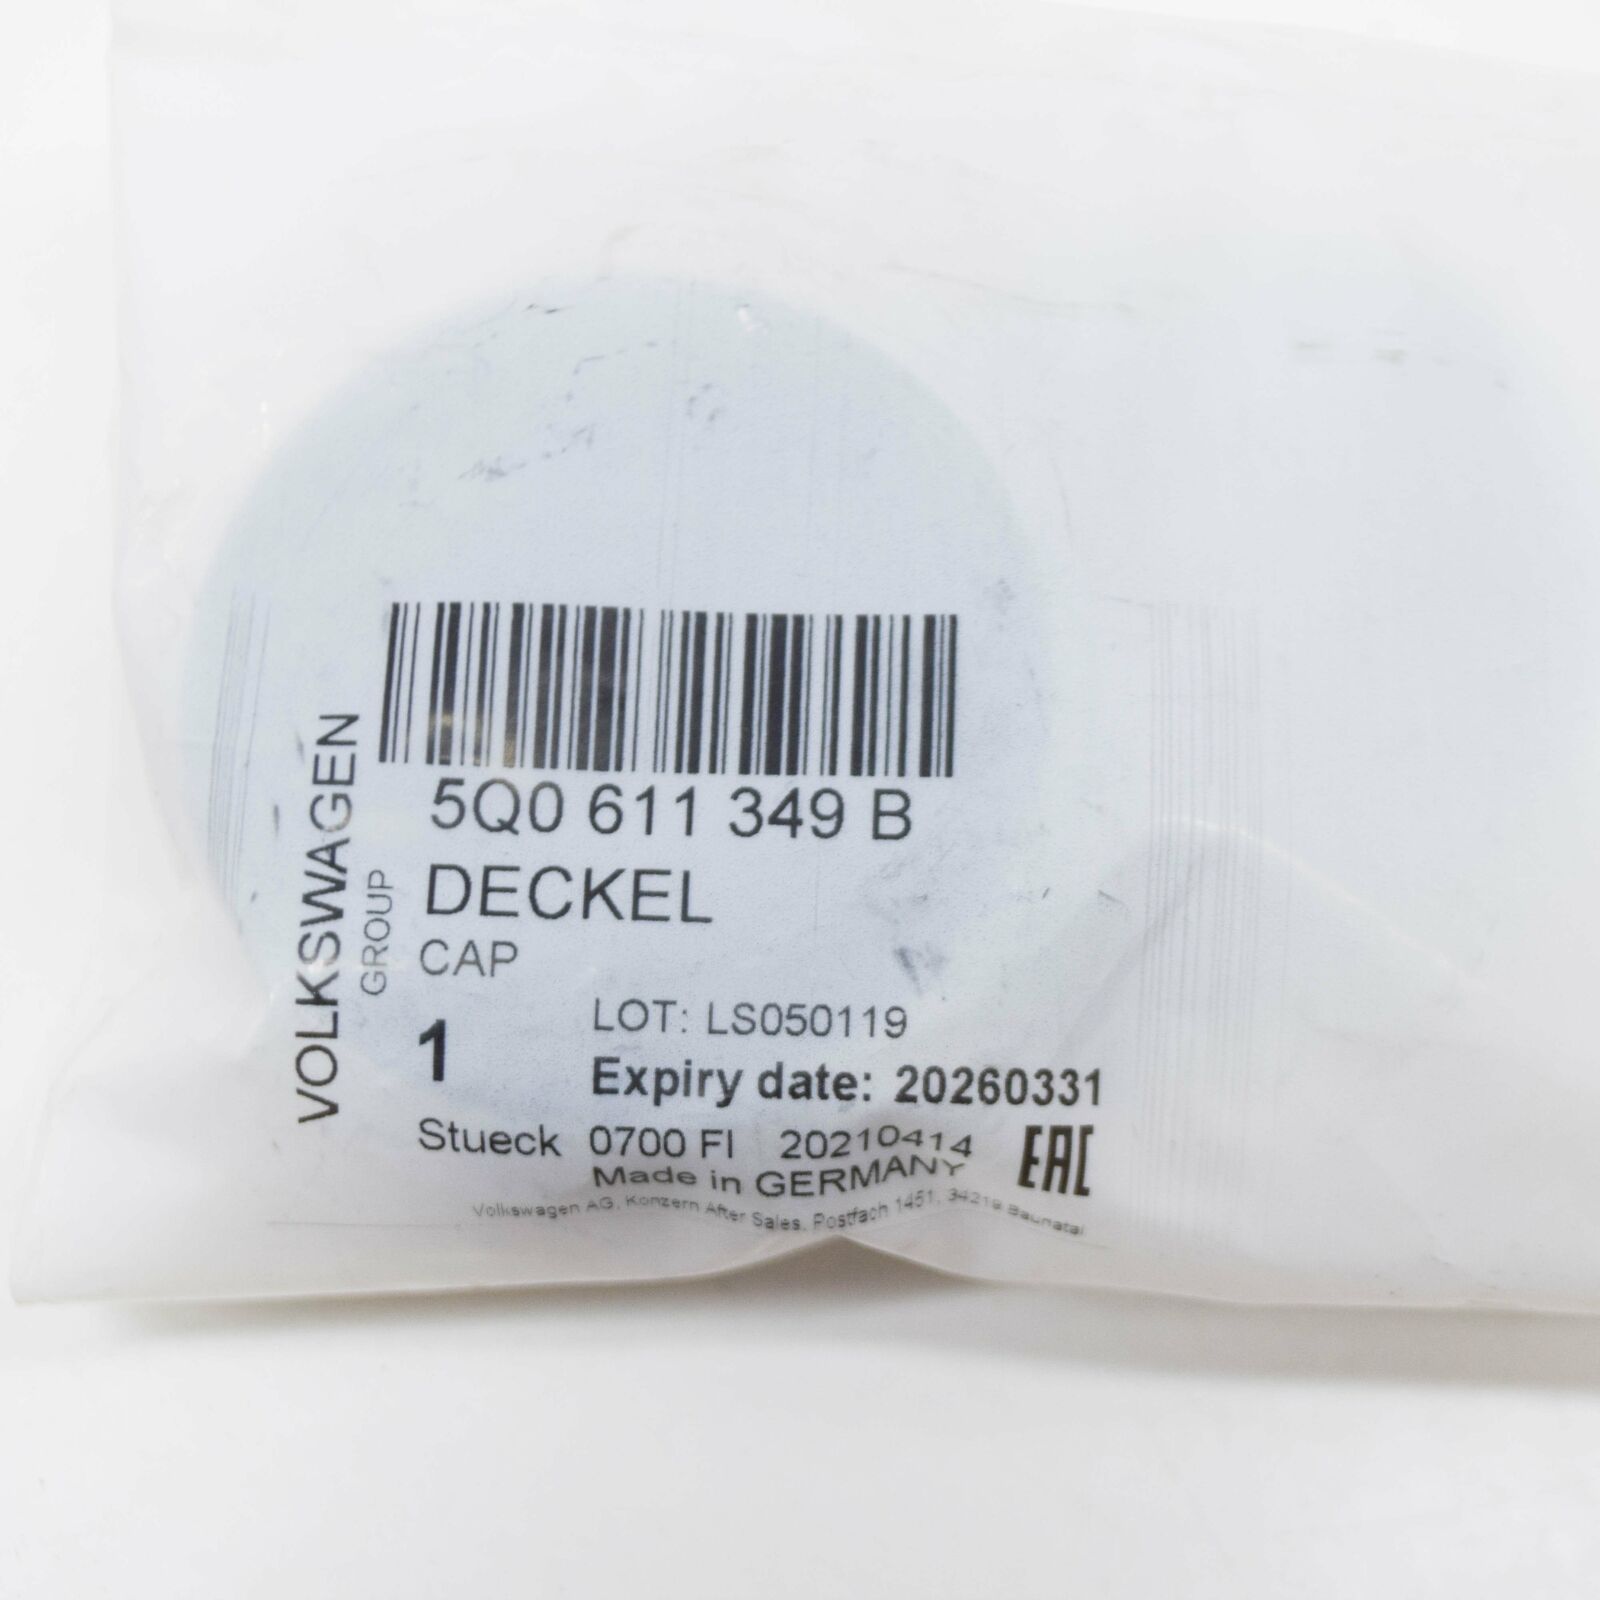 VOLKSWAGEN
GROUP
5Q0 611 349 B
DECKEL
CAP
1
LOT: LS050119
Expiry date: 20260331
Stueck 0700 FI 20210414
EAC
Made in GERMANY
Volkswagen AG, Konzern After Sales, Postfach 1451, 34219 Baunatal